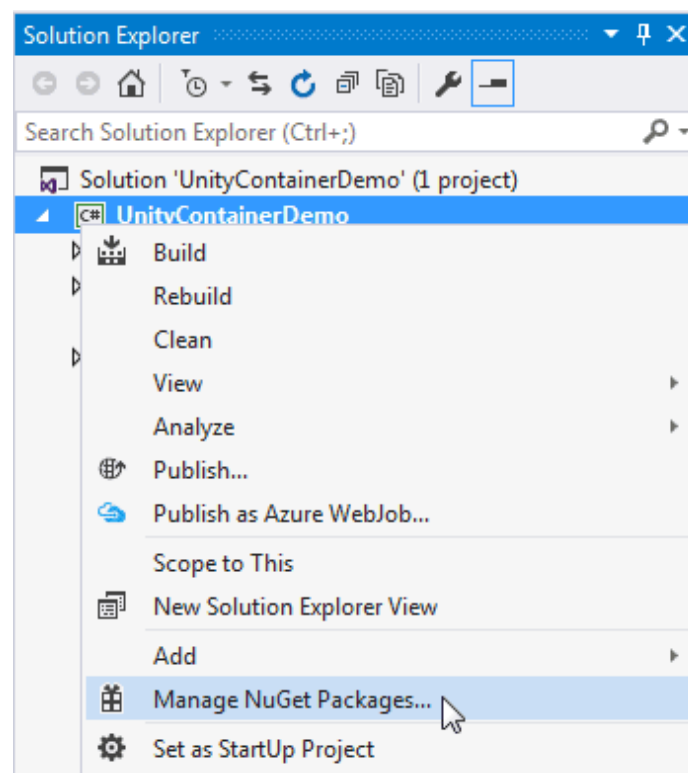 Solution Explorer
Search Solution Explorer (Ctrl+;)
Solution 'UnityContainerDemo' (1 project)
C# UnityContainerDemo
Build
Rebuild
Clean
View
Analyze
Publish...
Publish as Azure WebJob...
Scope to This
New Solution Explorer View
Add
Manage NuGet Packages...
Set as StartUp Project